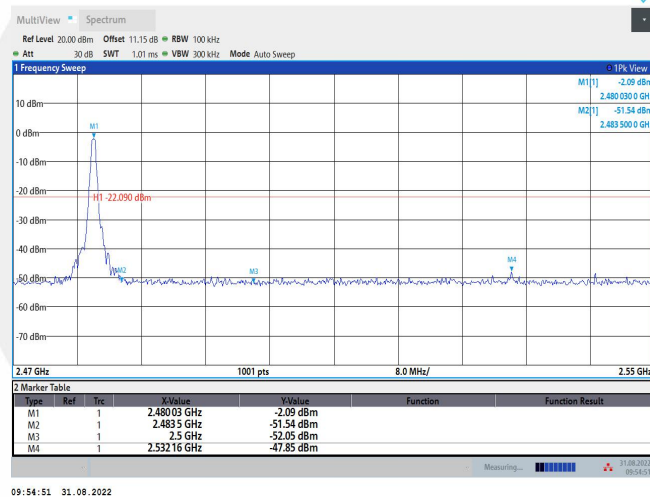 MultiView Spectrum
Ref Level 20.00 dBm Offset 11.15 dB RBW 100 kHz
Att 30 dB SWT 1.01 ms VBW 300 kHz Mode Auto Sweep
1 Frequency Sweep 1Pk View
M1[1] -2.09 dBm
2.480 030 0 GH
M2[1] -51.54 dBm
2.483 500 0 GH
10 dBm
M1
0 dBm
-10 dBm
-20 dBm
H1 -22.090 dBm
-30 dBm
-40 dBm
M4
M2 M3
-50 dBm
-60 dBm
-70 dBm
2.47 GHz 1001 pts 8.0 MHz/ 2.55 GHz
2 Marker Table
Type Ref Trc X-Value Y-Value Function Function Result
M1 1 2.48003 GHz -2.09 dBm
M2 1 2.4835 GHz -51.54 dBm
M3 1 2.5 GHz -52.05 dBm
M4 1 2.53216 GHz -47.85 dBm
Measuring... 31.08.2022
09:54:51
09:54:51 31.08.2022